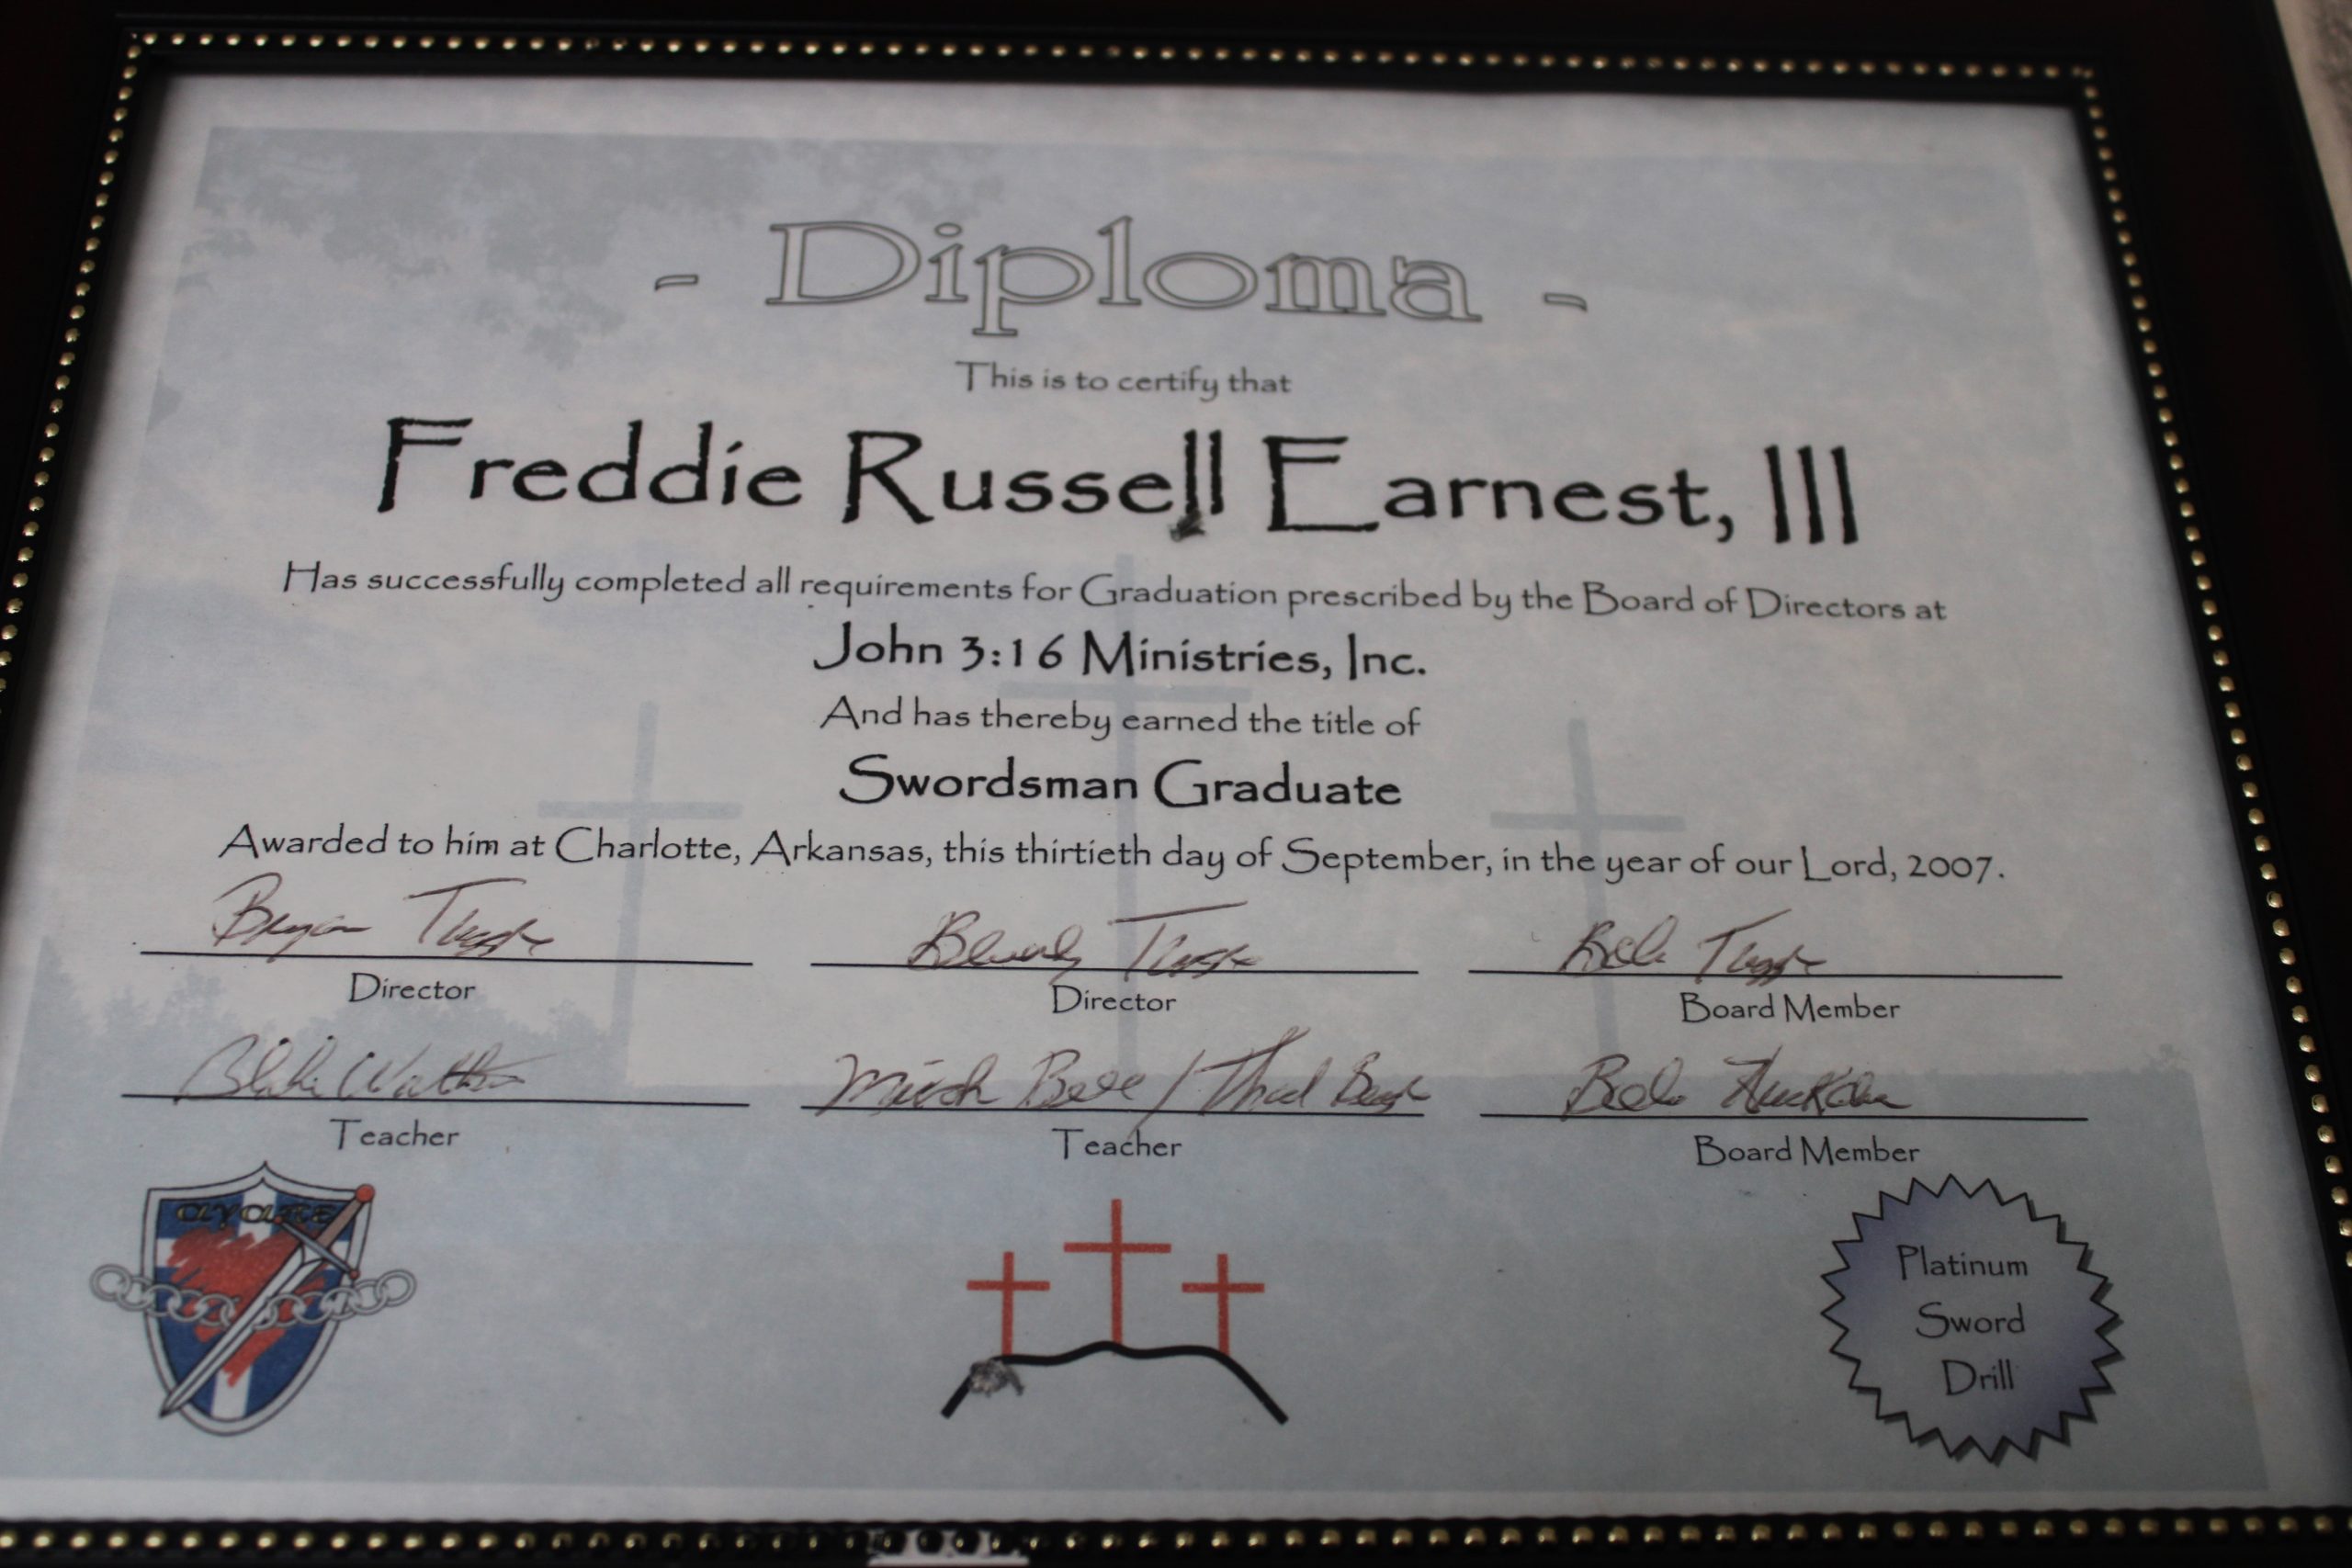 - Diploma -
This is to certify that
Freddie Russell Earnest, III
Has successfully completed all requirements for Graduation prescribed by the Board of Directors at
John 3:16 Ministries, Inc.
And has thereby earned the title of
Swordsman Graduate
Awarded to him at Charlotte, Arkansas, this thirtieth day of September, in the year of our Lord, 2007.
Bryan
Director
Director
Board Member
Teacher
Teacher
Board Member
Platinum
Sword
Drill